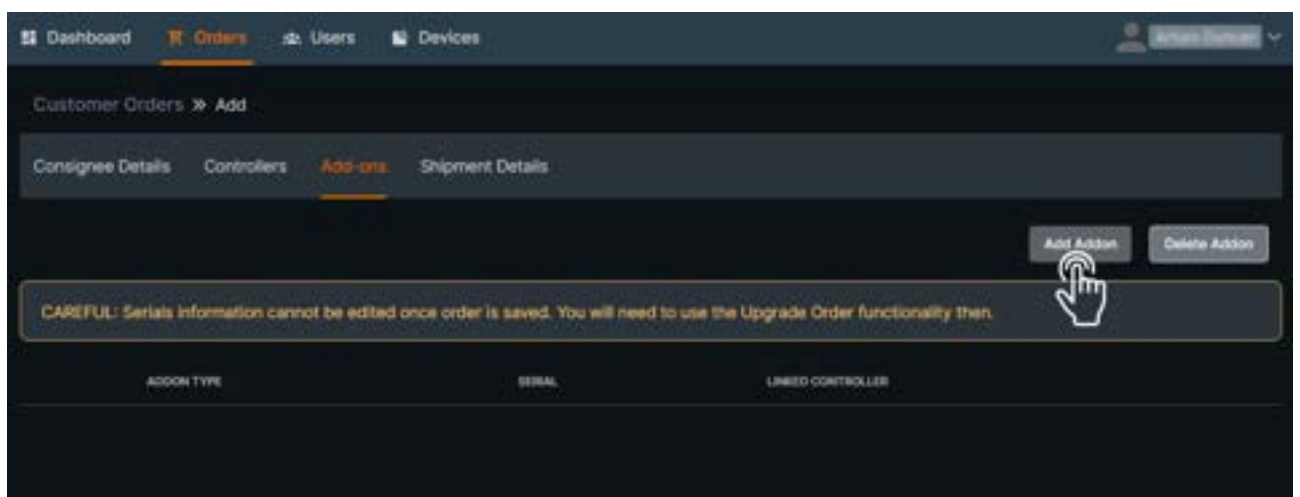 Dashboard Orders Users Devices
Customer Orders » Add
Consignee Details Controllers Add-ons Shipment Details
Add Addon Delete Addon
CAREFUL: Serials information cannot be edited once order is saved. You will need to use the Upgrade Order functionality then.
ADDON TYPE SERIAL LINKED CONTROLLER